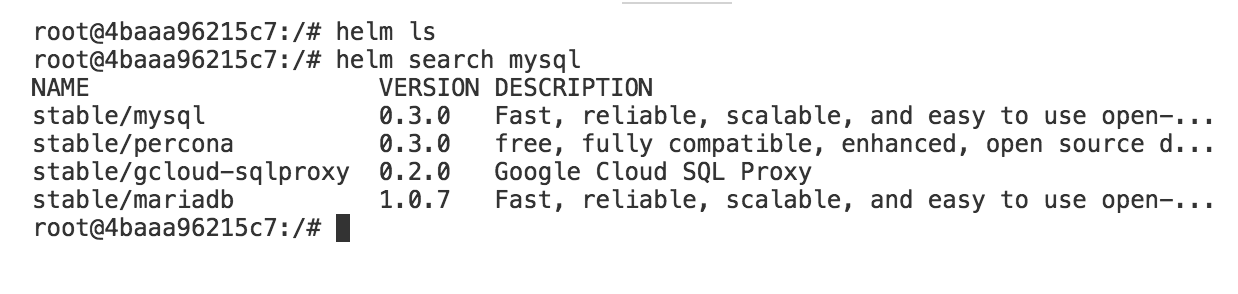 root@4baaa96215c7:/# helm ls
root@4baaa96215c7:/# helm search mysql
NAME                    VERSION DESCRIPTION
stable/mysql            0.3.0   Fast, reliable, scalable, and easy to use open-...
stable/percona          0.3.0   free, fully compatible, enhanced, open source d...
stable/gcloud-sqlproxy  0.2.0   Google Cloud SQL Proxy
stable/mariadb          1.0.7   Fast, reliable, scalable, and easy to use open-...
root@4baaa96215c7:/#